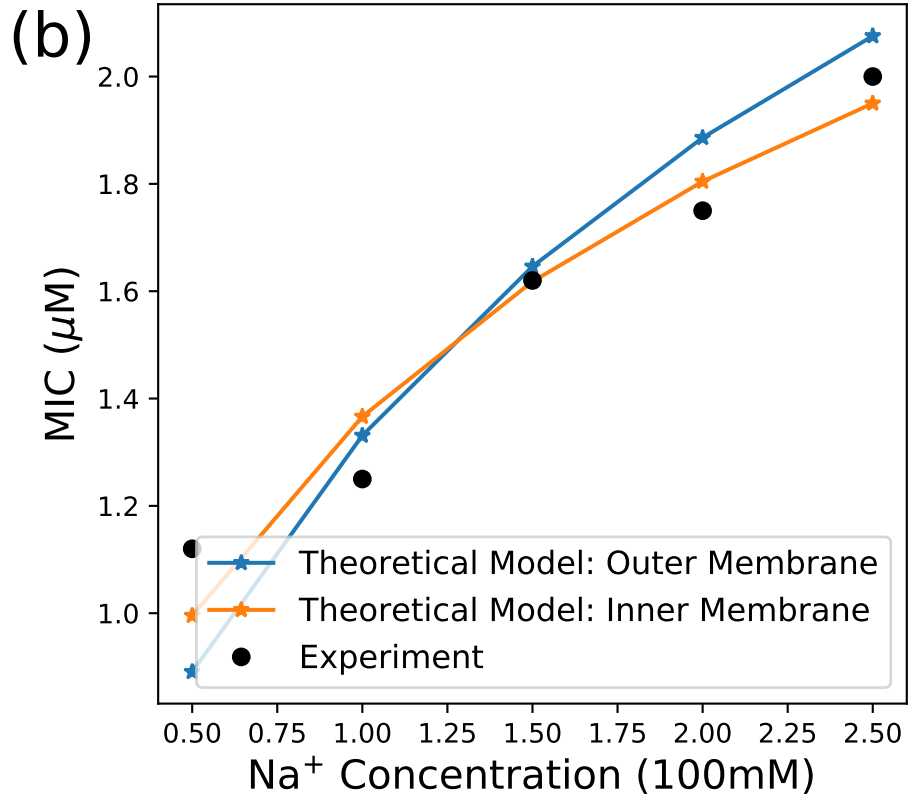 (b)
2.0
1.8
1.6
1.4
1.2
1.0
MIC (μM)
Theoretical Model: Outer Membrane
Theoretical Model: Inner Membrane
Experiment
0.50 0.75 1.00 1.25 1.50 1.75 2.00 2.25 2.50
Na⁺ Concentration (100mM)